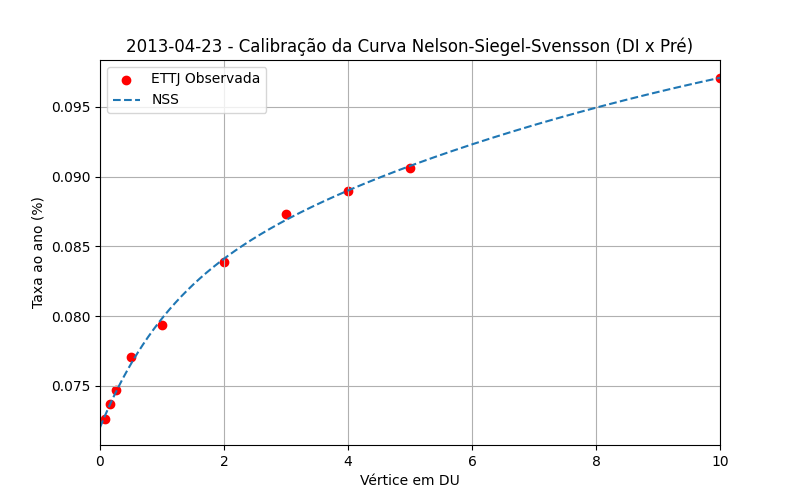 2013-04-23 - Calibração da Curva Nelson-Siegel-Svensson (DI x Pré)
ETTJ Observada
NSS
0.095
0.090
0.085
0.080
0.075
Taxa ao ano (%)
0 2 4 6 8 10
Vértice em DU